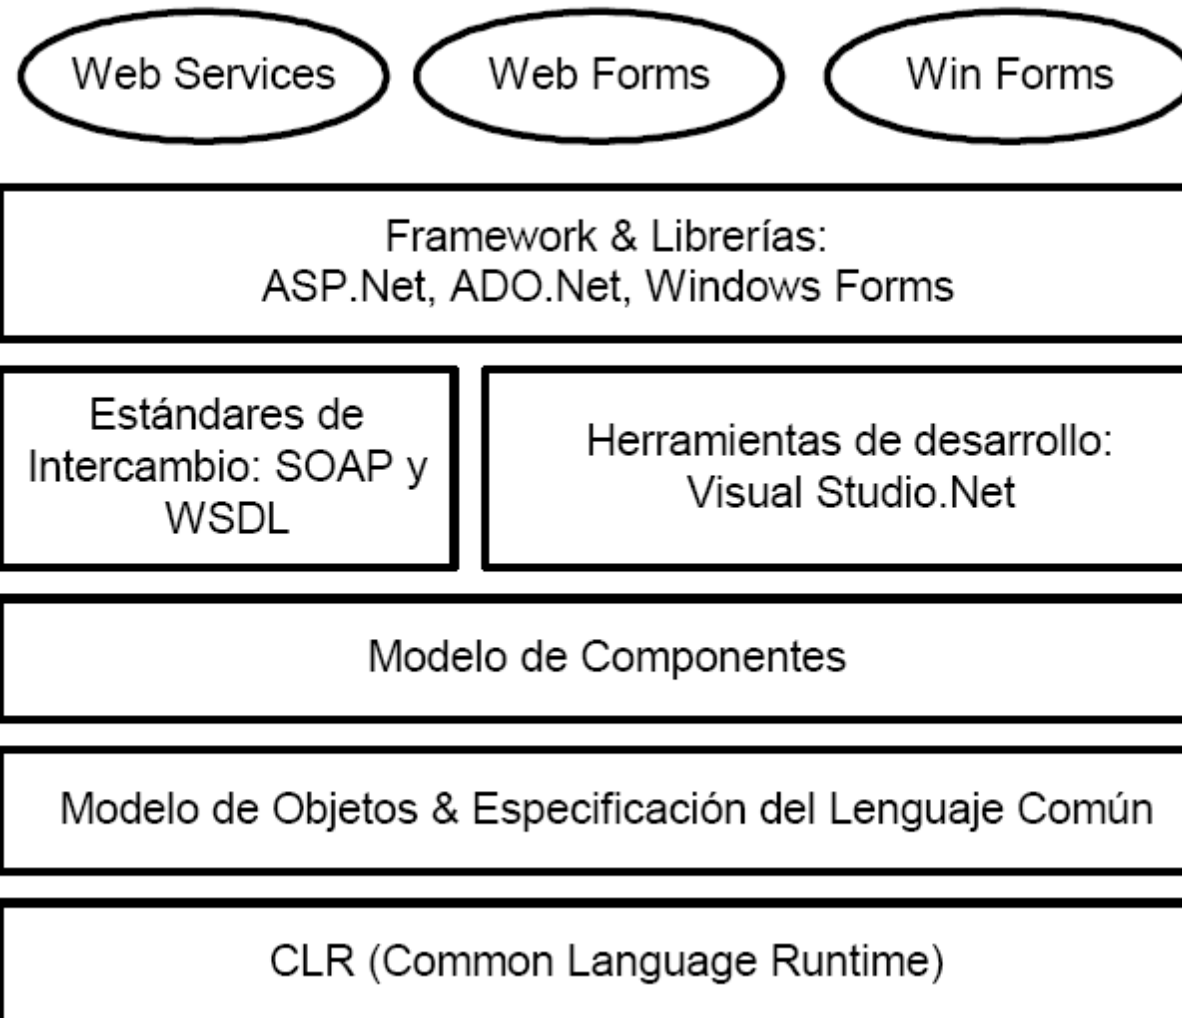 Web Services
Web Forms
Win Forms
Framework & Librerías:
ASP.Net, ADO.Net, Windows Forms
Estándares de
Intercambio: SOAP y
WSDL
Herramientas de desarrollo:
Visual Studio.Net
Modelo de Componentes
Modelo de Objetos & Especificación del Lenguaje Común
CLR (Common Language Runtime)